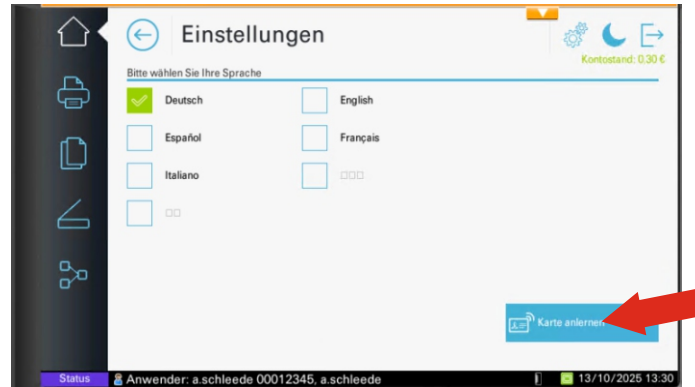 Einstellungen
Kontostand: 0.30 €
Bitte wählen Sie Ihre Sprache
Deutsch
English
Español
Français
Italiano
Karte anlernen
Status
Anwender: a.schleede 00012345, a.schleede
13/10/2025 13:30